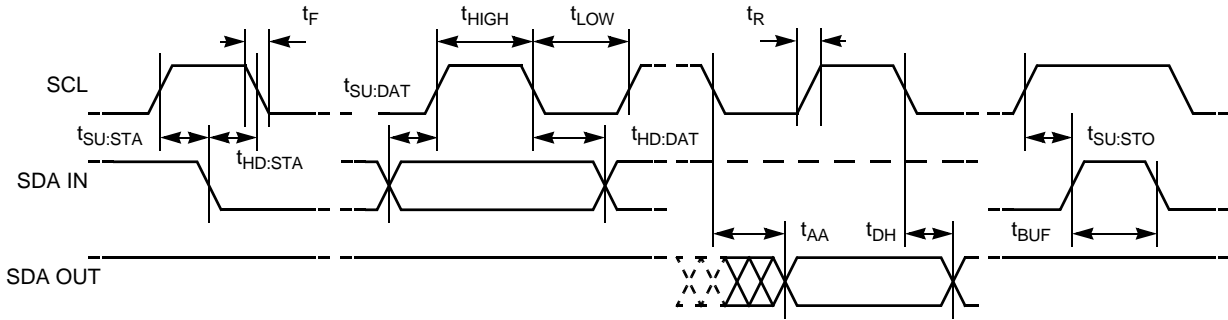 tF
tHIGH
tLOW
tR
SCL
tSU:DAT
tSU:STA
tHD:STA
tHD:DAT
tSU:STO
SDA IN
tAA
tDH
tBUF
SDA OUT